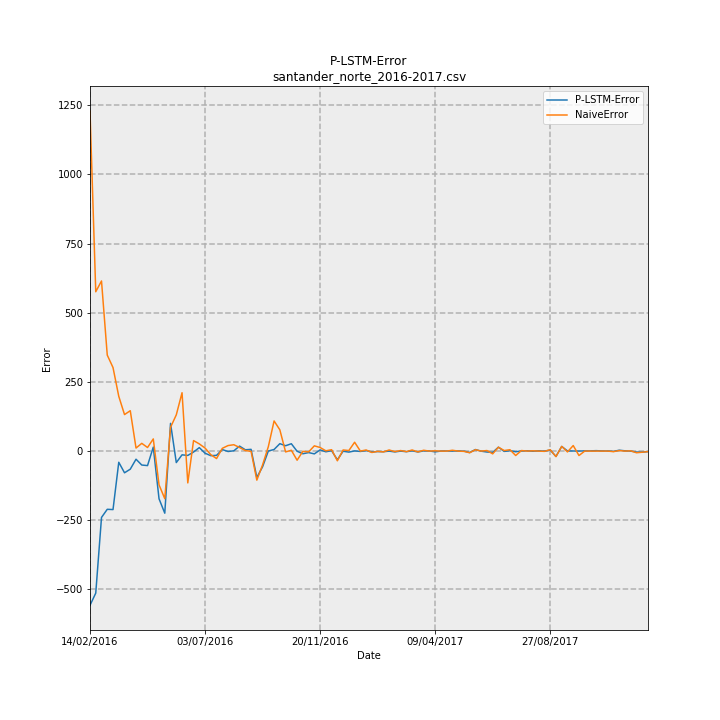 P-LSTM-Error
santander_norte_2016-2017.csv
P-LSTM-Error
NaiveError
1250
1000
750
500
250
0
−250
−500
Error
14/02/2016 03/07/2016 20/11/2016 09/04/2017 27/08/2017
Date